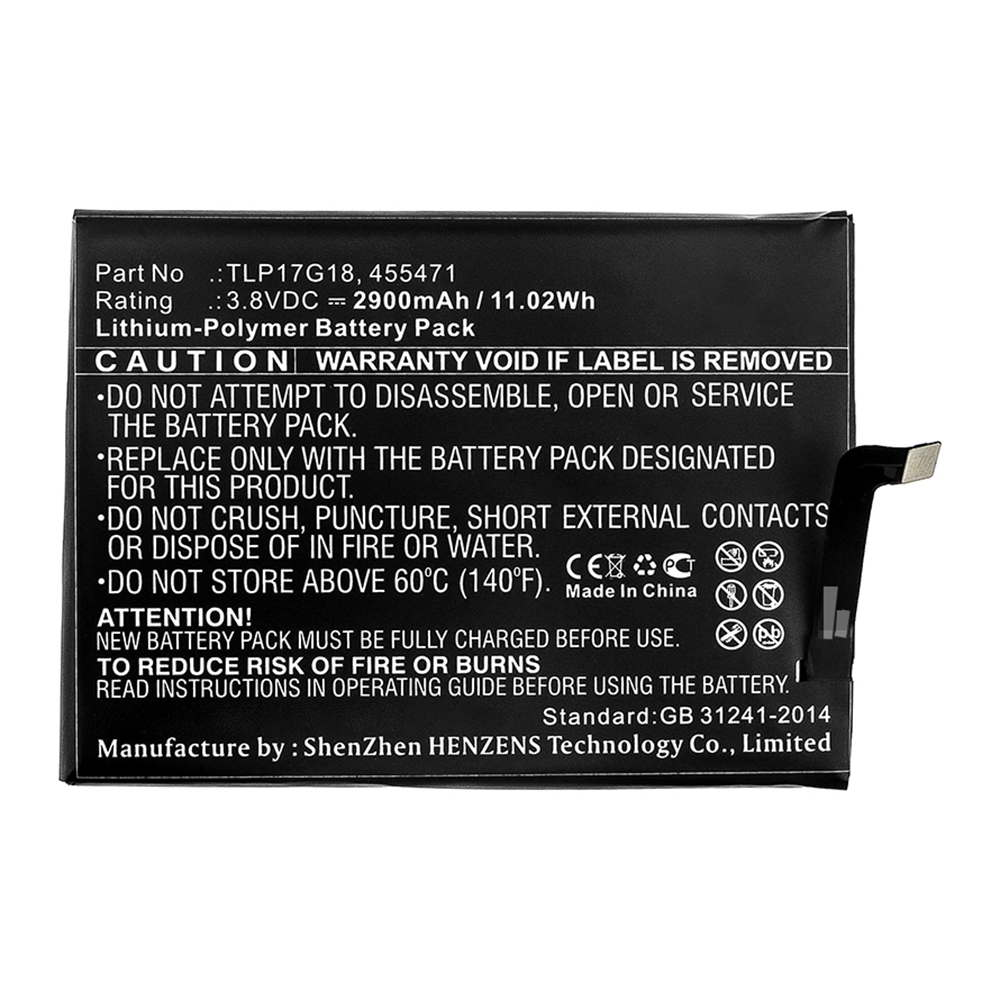 Part No .: TLP17G18, 455471
Rating .: 3.8VDC ⎓ 2900mAh / 11.02Wh
Lithium-Polymer Battery Pack
CAUTION WARRANTY VOID IF LABEL IS REMOVED
•DO NOT ATTEMPT TO DISASSEMBLE, OPEN OR SERVICE
THE BATTERY PACK.
•REPLACE ONLY WITH THE BATTERY PACK DESIGNATED
FOR THIS PRODUCT.
•DO NOT CRUSH, PUNCTURE, SHORT EXTERNAL CONTACTS
OR DISPOSE OF IN FIRE OR WATER.
•DO NOT STORE ABOVE 60°C (140°F).
CE PCT
Made In China
Pb
ATTENTION!
NEW BATTERY PACK MUST BE FULLY CHARGED BEFORE USE.
TO REDUCE RISK OF FIRE OR BURNS
READ INSTRUCTIONS IN OPERATING GUIDE BEFORE USING THE BATTERY.
Standard: GB 31241-2014
Manufacture by : ShenZhen HENZENS Technology Co., Limited